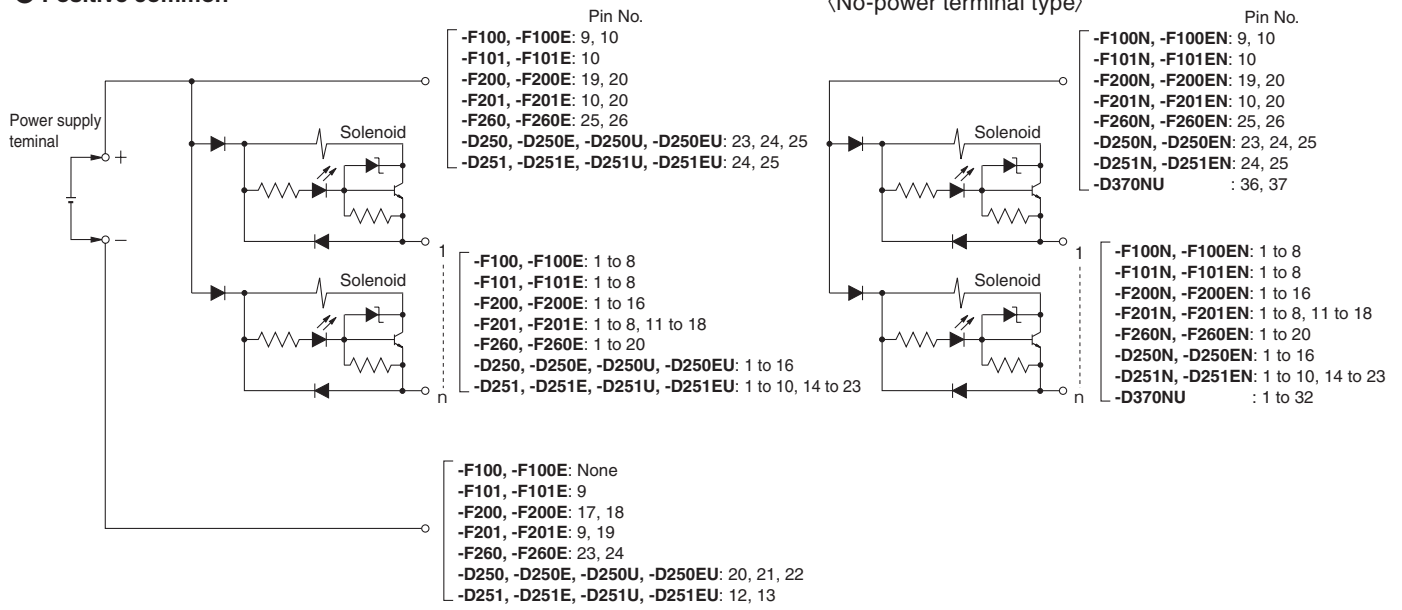 Positive common
Pin No.
-F100, -F100E: 9, 10
-F101, -F101E: 10
-F200, -F200E: 19, 20
-F201, -F201E: 10, 20
-F260, -F260E: 25, 26
-D250, -D250E, -D250U, -D250EU: 23, 24, 25
-D251, -D251E, -D251U, -D251EU: 24, 25
Power supply
teminal
+
−
Solenoid
1
-F100, -F100E: 1 to 8
-F101, -F101E: 1 to 8
-F200, -F200E: 1 to 16
-F201, -F201E: 1 to 8, 11 to 18
-F260, -F260E: 1 to 20
-D250, -D250E, -D250U, -D250EU: 1 to 16
-D251, -D251E, -D251U, -D251EU: 1 to 10, 14 to 23
Solenoid
n
-F100, -F100E: None
-F101, -F101E: 9
-F200, -F200E: 17, 18
-F201, -F201E: 9, 19
-F260, -F260E: 23, 24
-D250, -D250E, -D250U, -D250EU: 20, 21, 22
-D251, -D251E, -D251U, -D251EU: 12, 13
〈No-power terminal type〉
Pin No.
-F100N, -F100EN: 9, 10
-F101N, -F101EN: 10
-F200N, -F200EN: 19, 20
-F201N, -F201EN: 10, 20
-F260N, -F260EN: 25, 26
-D250N, -D250EN: 23, 24, 25
-D251N, -D251EN: 24, 25
-D370NU : 36, 37
Solenoid
1
-F100N, -F100EN: 1 to 8
-F101N, -F101EN: 1 to 8
-F200N, -F200EN: 1 to 16
-F201N, -F201EN: 1 to 8, 11 to 18
-F260N, -F260EN: 1 to 20
-D250N, -D250EN: 1 to 16
-D251N, -D251EN: 1 to 10, 14 to 23
-D370NU : 1 to 32
Solenoid
n